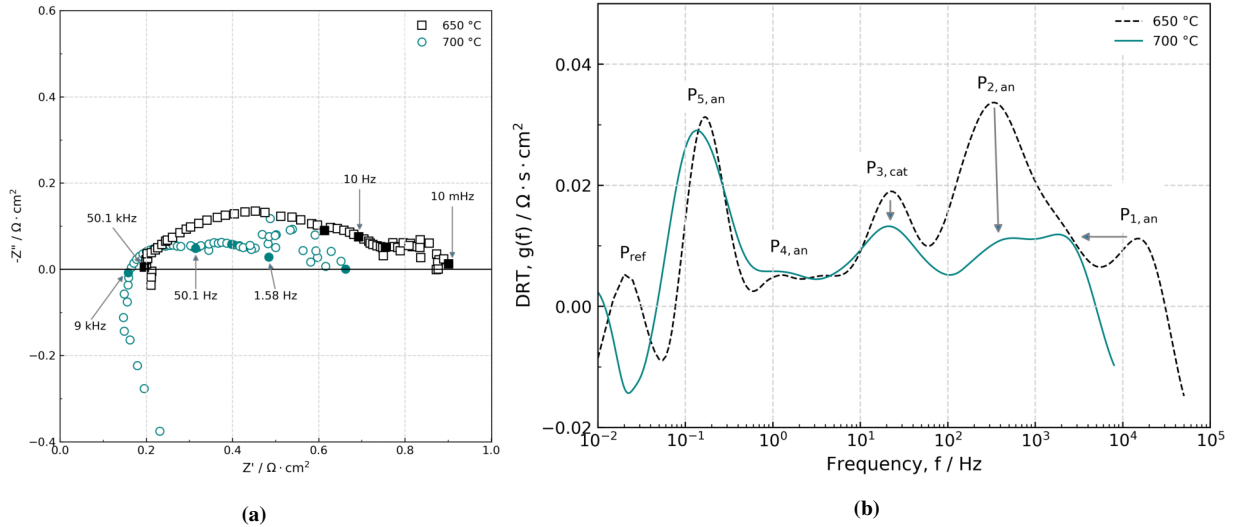 650 °C
700 °C
0.6
0.4
0.2
0.0
−0.2
−0.4
-Z″ / Ω · cm²
0.0
0.2
0.4
0.6
0.8
1.0
Z′ / Ω · cm²
50.1 kHz
10 Hz
10 mHz
9 kHz
50.1 Hz
1.58 Hz
(a)
650 °C
700 °C
0.04
0.02
0.00
−0.02
DRT, g(f) / Ω · s · cm²
10⁻²
10⁻¹
10⁰
10¹
10²
10³
10⁴
10⁵
Frequency, f / Hz
P₅,ₐₙ
P₂,ₐₙ
P₃,cat
P₁,ₐₙ
P₄,ₐₙ
Pref
(b)